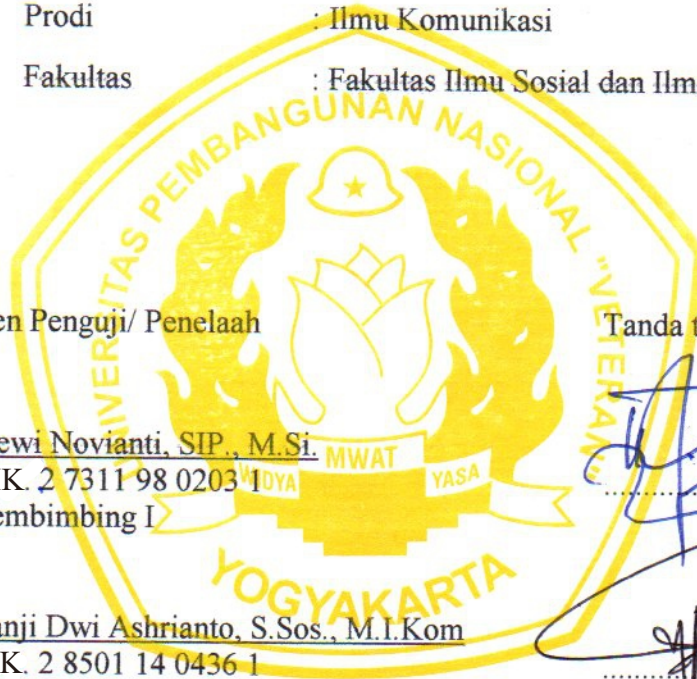 Prodi : Ilmu Komunikasi
Fakultas : Fakultas Ilmu Sosial dan Ilm
UNIVERSITAS PEMBANGUNAN NASIONAL "VETERAN"
en Penguji/ Penelaah Tanda t
ewi Novianti, SIP., M.Si.
K. 2 7311 98 0203 1
embimbing I
WIDYA MWAT YASA
YOGYAKARTA
nji Dwi Ashrianto, S.Sos., M.I.Kom
K. 2 8501 14 0436 1